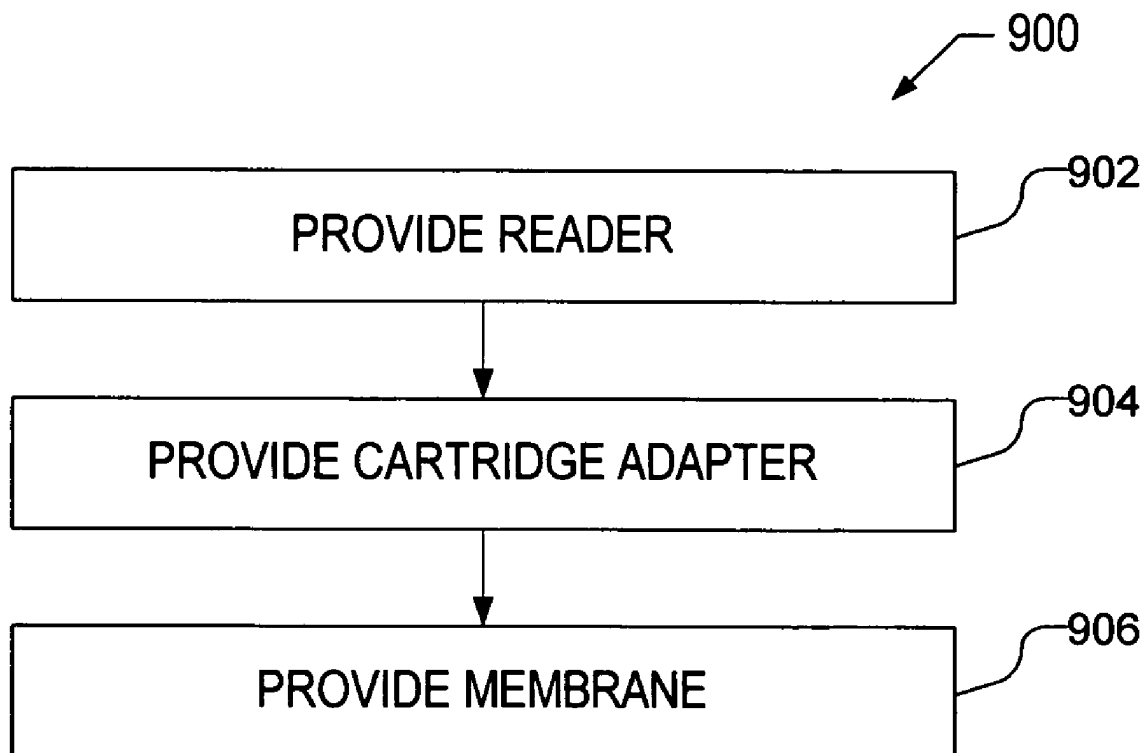 900
902
PROVIDE READER
904
PROVIDE CARTRIDGE ADAPTER
906
PROVIDE MEMBRANE